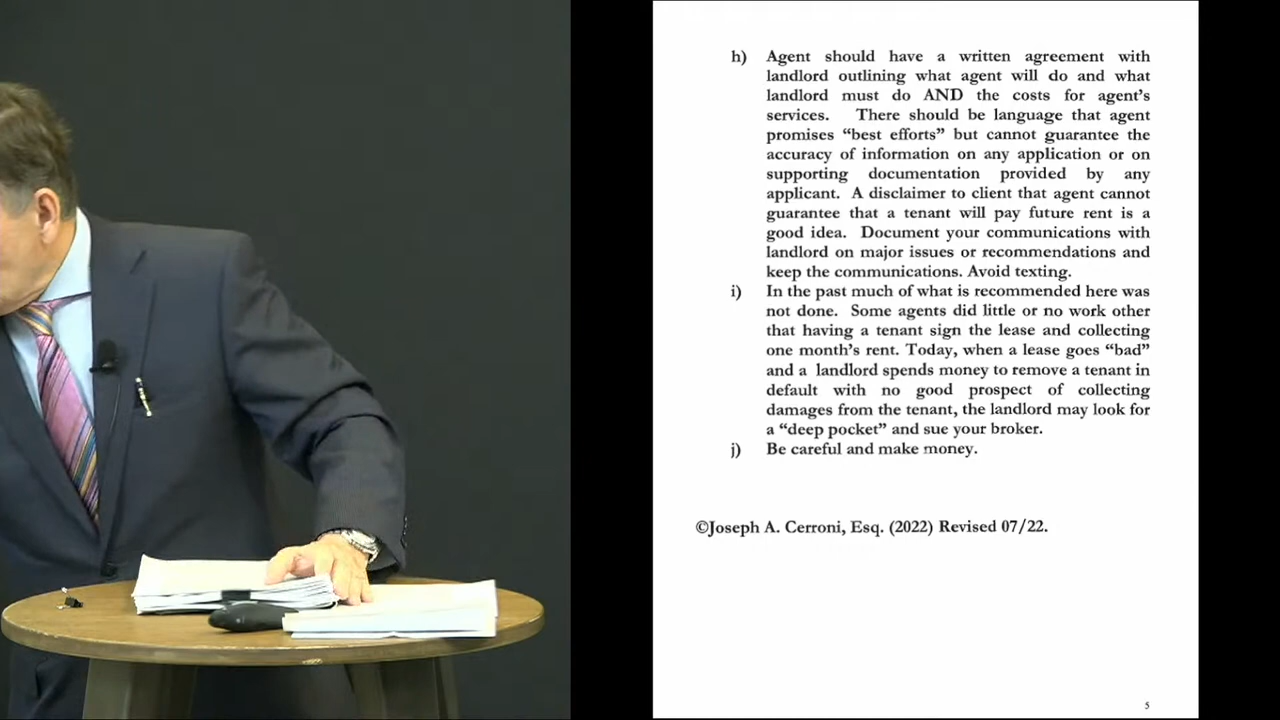 h) Agent should have a written agreement with
landlord outlining what agent will do and what
landlord must do AND the costs for agent's
services. There should be language that agent
promises “best efforts” but cannot guarantee the
accuracy of information on any application or on
supporting documentation provided by any
applicant. A disclaimer to client that agent cannot
guarantee that a tenant will pay future rent is a
good idea. Document your communications with
landlord on major issues or recommendations and
keep the communications. Avoid texting.
i) In the past much of what is recommended here was
not done. Some agents did little or no work other
that having a tenant sign the lease and collecting
one month's rent. Today, when a lease goes “bad”
and a landlord spends money to remove a tenant in
default with no good prospect of collecting
damages from the tenant, the landlord may look for
a “deep pocket” and sue your broker.
j) Be careful and make money.
©Joseph A. Cerroni, Esq. (2022) Revised 07/22.
5